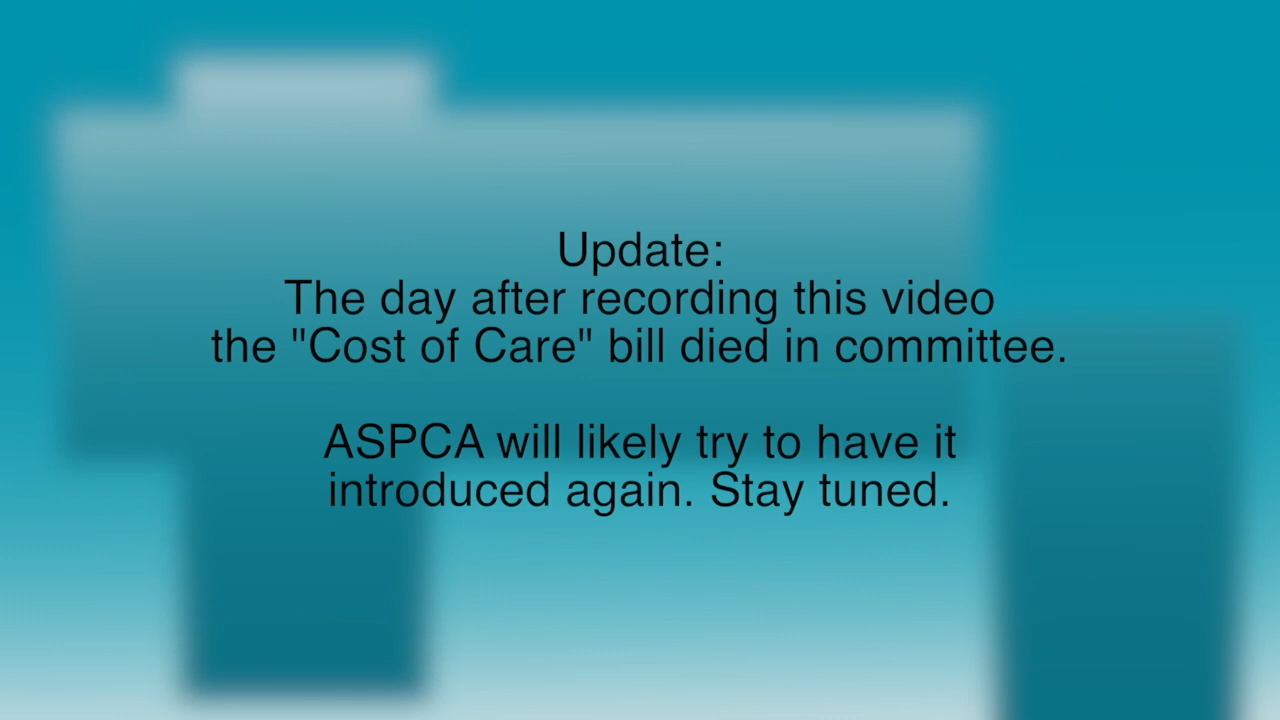 Update:
The day after recording this video
the "Cost of Care" bill died in committee.
ASPCA will likely try to have it
introduced again. Stay tuned.